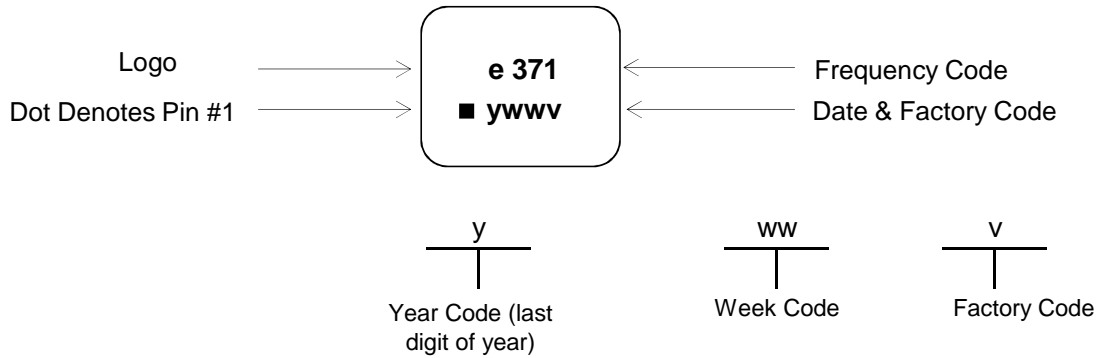 Logo
e 371
Frequency Code
Dot Denotes Pin #1
■ ywwv
Date & Factory Code
y
ww
v
Year Code (last
digit of year)
Week Code
Factory Code